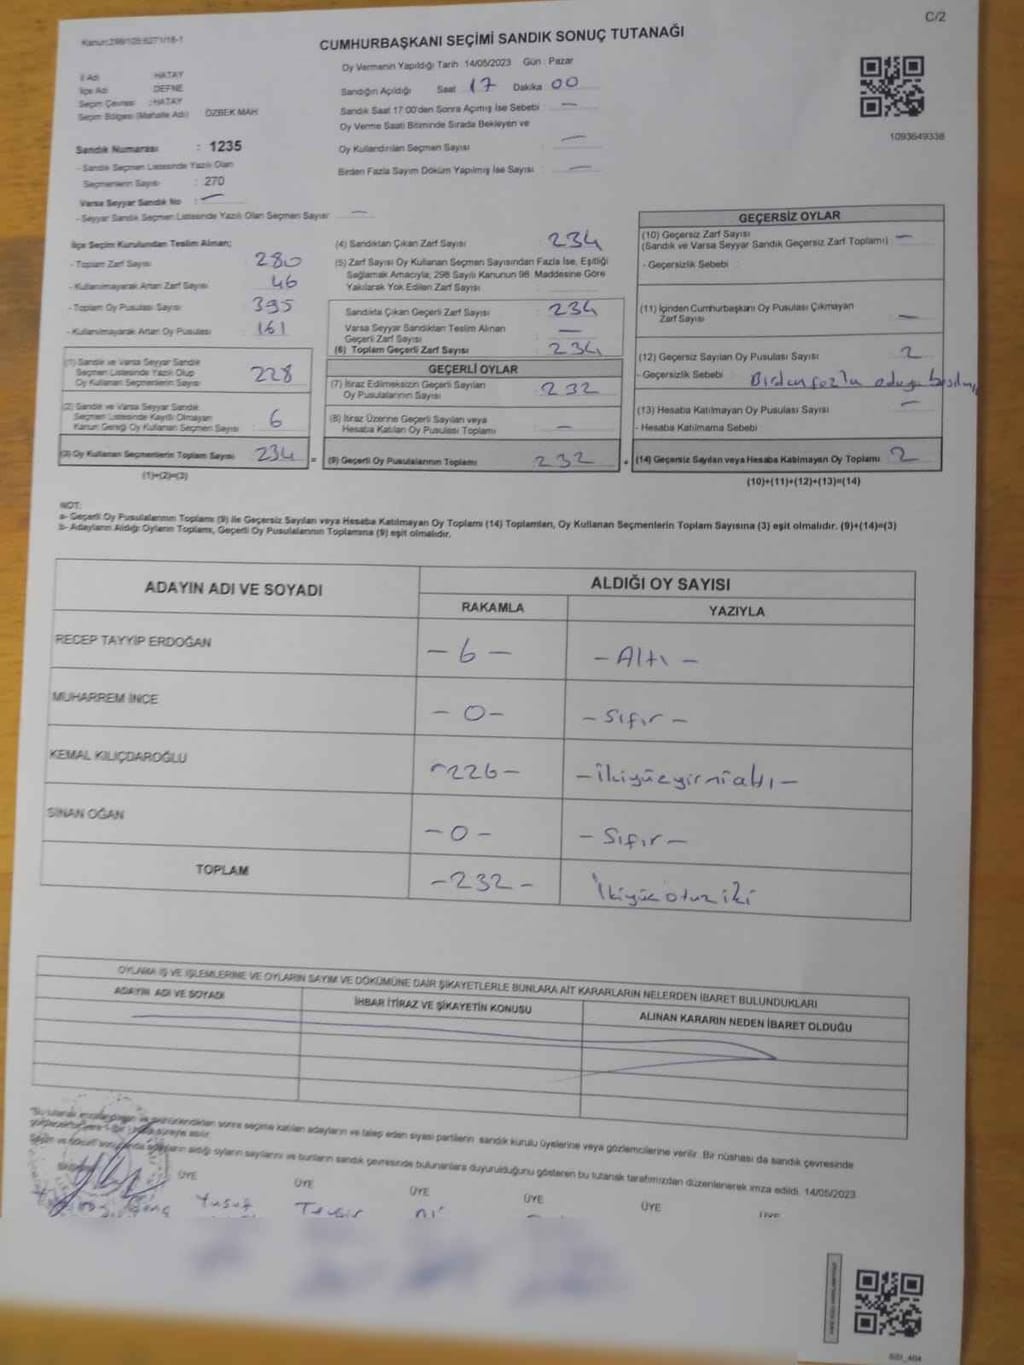 C/2
Kanun:298/105;6271/18-1
CUMHURBAŞKANI SEÇİMİ SANDIK SONUÇ TUTANAĞI
İl Adı : HATAY
İlçe Adı : DEFNE
Seçim Çevresi : HATAY
Seçim Bölgesi (Mahalle Adı) : ÖZBEK MAH
Sandık Numarası : 1235
- Sandık Seçmen Listesinde Yazılı Olan
Seçmenlerin Sayısı : 270
Varsa Seyyar Sandık No : —
- Seyyar Sandık Seçmen Listesinde Yazılı Olan Seçmen Sayısı —
Oy Vermenin Yapıldığı Tarih : 14/05/2023 Gün : Pazar
Sandığın Açıldığı Saat 17 Dakika 00
Sandık Saat 17:00'den Sonra Açılmış İse Sebebi —
Oy Verme Saati Bitiminde Sırada Bekleyen ve
Oy Kullandırılan Seçmen Sayısı —
Birden Fazla Sayım Döküm Yapılmış İse Sayısı —
1093649338
İlçe Seçim Kurulundan Teslim Alınan;
- Toplam Zarf Sayısı 280
- Kullanılmayarak Artan Zarf Sayısı 46
- Toplam Oy Pusulası Sayısı 395
- Kullanılmayarak Artan Oy Pusulası 161
(1) Sandık ve Varsa Seyyar Sandık
Seçmen Listesinde Yazılı Olup
Oy Kullanan Seçmenlerin Sayısı 228
(2) Sandık ve Varsa Seyyar Sandık
Seçmen Listesinde Kayıtlı Olmayan
Kanun Gereği Oy Kullanan Seçmen Sayısı 6
(3) Oy Kullanan Seçmenlerin Toplam Sayısı 234 =
(1)+(2)=(3)
(4) Sandıktan Çıkan Zarf Sayısı 234
(5) Zarf Sayısı Oy Kullanan Seçmen Sayısından Fazla İse, Eşitliği
Sağlamak Amacıyla, 298 Sayılı Kanunun 98. Maddesine Göre
Yakılarak Yok Edilen Zarf Sayısı
Sandıkta Çıkan Geçerli Zarf Sayısı 234
Varsa Seyyar Sandıktan Teslim Alınan
Geçerli Zarf Sayısı —
(6) Toplam Geçerli Zarf Sayısı 234
GEÇERLİ OYLAR
(7) İtiraz Edilmeksizin Geçerli Sayılan
Oy Pusulalarının Sayısı 232
(8) İtiraz Üzerine Geçerli Sayılan veya
Hesaba Katılan Oy Pusulası Toplamı —
(9) Geçerli Oy Pusulalarının Toplamı 232 +
GEÇERSİZ OYLAR
(10) Geçersiz Zarf Sayısı —
(Sandık ve Varsa Seyyar Sandık Geçersiz Zarf Toplamı)
- Geçersizlik Sebebi
(11) İçinden Cumhurbaşkanı Oy Pusulası Çıkmayan
Zarf Sayısı —
(12) Geçersiz Sayılan Oy Pusulası Sayısı 2
- Geçersizlik Sebebi Birden fazla adaya
(13) Hesaba Katılmayan Oy Pusulası Sayısı —
- Hesaba Katılmama Sebebi
(14) Geçersiz Sayılan veya Hesaba Katılmayan Oy Toplamı 2
(10)+(11)+(12)+(13)=(14)
NOT:
a- Geçerli Oy Pusulalarının Toplamı (9) ile Geçersiz Sayılan veya Hesaba Katılmayan Oy Toplamı (14) Toplamları, Oy Kullanan Seçmenlerin Toplam Sayısına (3) eşit olmalıdır. (9)+(14)=(3)
b- Adayların Aldığı Oyların Toplamı, Geçerli Oy Pusulalarının Toplamına (9) eşit olmalıdır.
ADAYIN ADI VE SOYADI
ALDIĞI OY SAYISI
RAKAMLA YAZIYLA
RECEP TAYYİP ERDOĞAN – 6 – – Altı –
MUHARREM İNCE – 0 – – Sıfır –
KEMAL KILIÇDAROĞLU – 226 – – İkiyüzyirmialtı –
SİNAN OĞAN – 0 – – Sıfır –
TOPLAM – 232 – İkiyüzotuziki
OYLAMA İŞ VE İŞLEMLERİNE VE OYLARIN SAYIM VE DÖKÜMÜNE DAİR ŞİKAYETLERLE BUNLARA AİT KARARLARIN NELERDEN İBARET BULUNDUKLARI
ADAYIN ADI VE SOYADI İHBAR İTİRAZ VE ŞİKAYETİN KONUSU ALINAN KARARIN NEDEN İBARET OLDUĞU
sonra seçime katılan adayların ve talep eden siyasi partilerin sandık kurulu üyelerine veya gözlemcilerine verilir. Bir nüshası da sandık çevresinde
adayların aldığı oyların sayılarını ve bunların sandık çevresinde bulunanlara duyurulduğunu gösteren bu tutanak tarafımızdan düzenlenerek imza edildi. 14/05/2023
ÜYE ÜYE ÜYE ÜYE ÜYE ÜYE
Yusuf